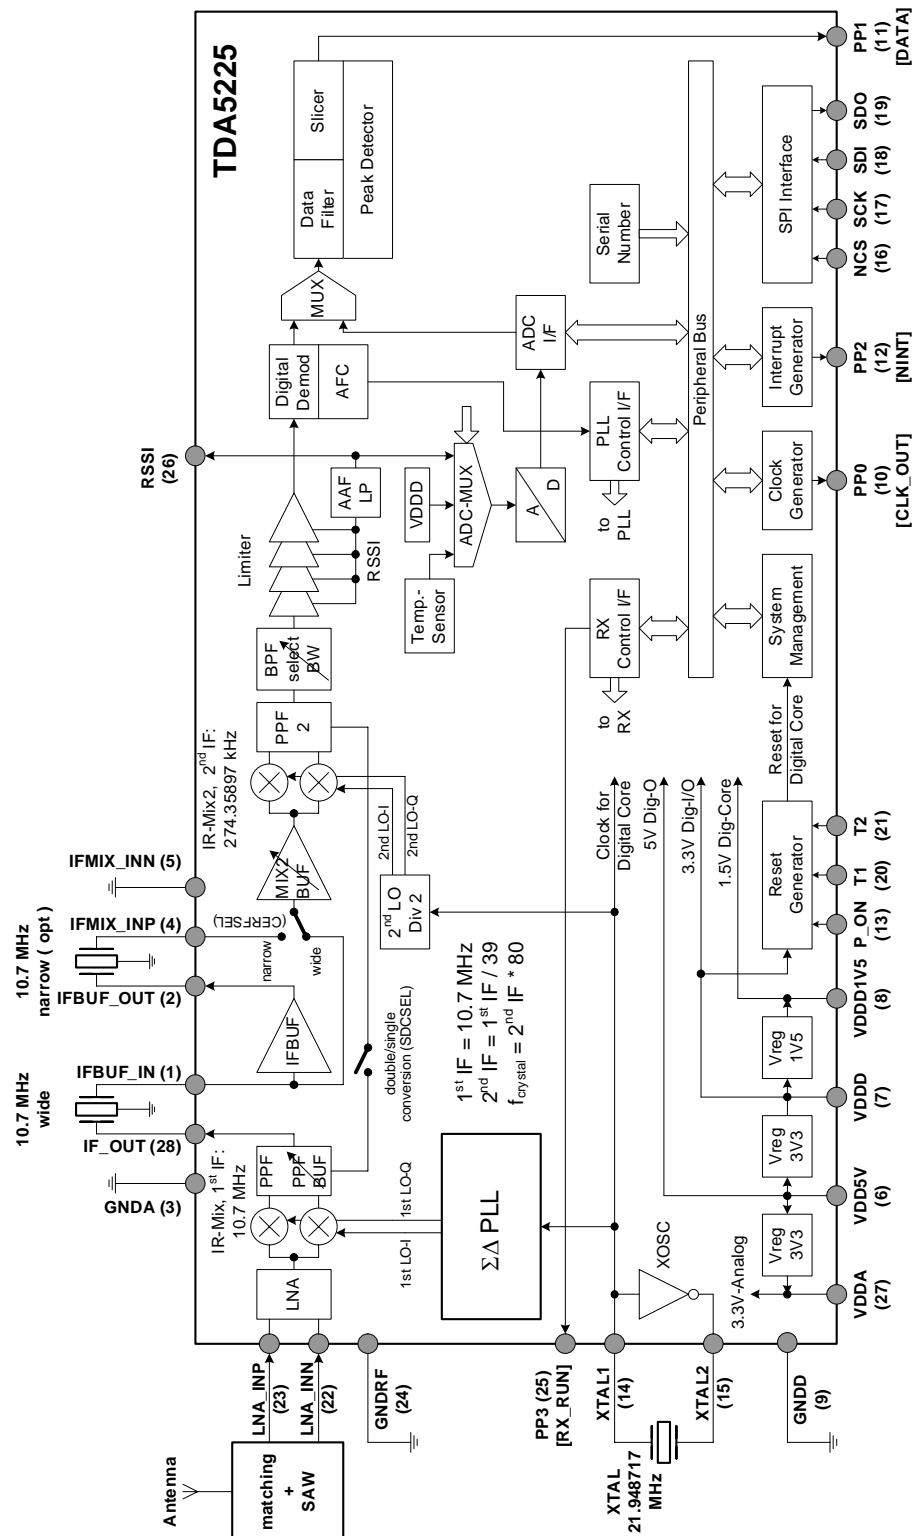 TDA5225
Antenna
matching
+
SAW
LNA_INP
(23)
LNA_INN
(22)
GNDRF
(24)
PP3 (25)
[RX_RUN]
XTAL1
(14)
XTAL
21.948717
MHz
XTAL2
(15)
GNDD
(9)
GNDA (3)
10.7 MHz
wide
IF_OUT (28)
IFBUF_IN (1)
10.7 MHz
narrow ( opt )
IFBUF_OUT (2)
IFMIX_INP (4)
IFMIX_INN (5)
RSSI
(26)
LNA
IR-Mix, 1st IF:
10.7 MHz
PPF
PPF
BUF
1st LO-I
1st LO-Q
ΣΔ PLL
IFBUF
double/single
conversion (SDCSEL)
narrow
wide
(CERFSEL)
MIX2
BUF
IR-Mix2, 2nd IF:
274.35897 kHz
2nd LO-I
2nd LO-Q
2nd LO
Div 2
1st IF = 10.7 MHz
2nd IF = 1st IF / 39
fcrystal = 2nd IF * 80
PPF
2
BPF
select
BW
Limiter
RSSI
AAF
LP
Temp.-
Sensor
VDDD
ADC-MUX
A
D
ADC
I/F
Digital
Demod
AFC
MUX
Data
Filter
Slicer
Peak Detector
RX
Control I/F
to
RX
PLL
Control I/F
to
PLL
Serial
Number
Peripheral Bus
XOSC
Clock for
Digital Core
5V Dig-O
3.3V Dig-I/O
1.5V Dig-Core
3.3V-Analog
Vreg
3V3
Vreg
3V3
Vreg
1V5
Reset
Generator
Reset for
Digital Core
System
Management
Clock
Generator
Interrupt
Generator
SPI Interface
VDDA
(27)
VDD5V
(6)
VDDD
(7)
VDDD1V5
(8)
P_ON
(13)
T1
(20)
T2
(21)
PP0
(10)
[CLK_OUT]
PP2
(12)
[NINT]
NCS
(16)
SCK
(17)
SDI
(18)
SDO
(19)
PP1
(11)
[DATA]